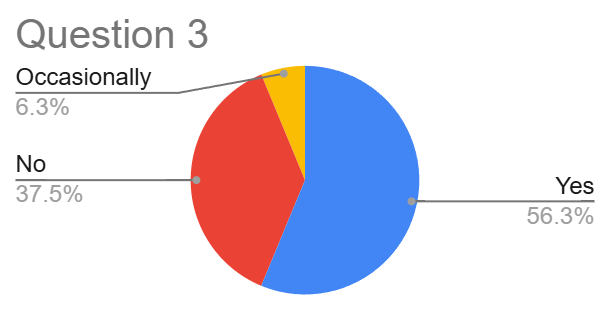 Question 3
Occasionally
6.3%
No
37.5%
Yes
56.3%